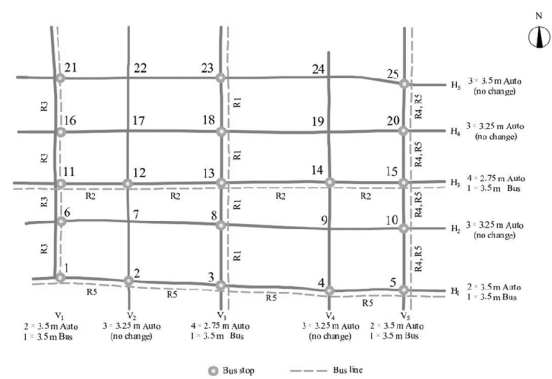 N
21 22 23 24 25
H₅ 3 × 3.5 m Auto
(no change)
R3 R1 R4, R5
16 17 18 19 20
H₄ 3 × 3.25 m Auto
(no change)
R3 R1 R4, R5
11 12 13 14 15
H₃ 4 × 2.75 m Auto
1 × 3.5 m Bus
R2 R2 R2 R2
R3 R1 R4, R5
6 7 8 9 10
H₂ 3 × 3.25 m Auto
(no change)
R3 R1 R4, R5
1 2 3 4 5
H₁ 2 × 3.5 m Auto
1 × 3.5 m Bus
R5 R5 R5 R5
V₁ V₂ V₃ V₄ V₅
2 × 3.5 m Auto 3 × 3.25 m Auto 4 × 2.75 m Auto 3 × 3.25 m Auto 2 × 3.5 m Auto
1 × 3.5 m Bus (no change) 1 × 3.5 m Bus (no change) 1 × 3.5 m Bus
Bus stop Bus line